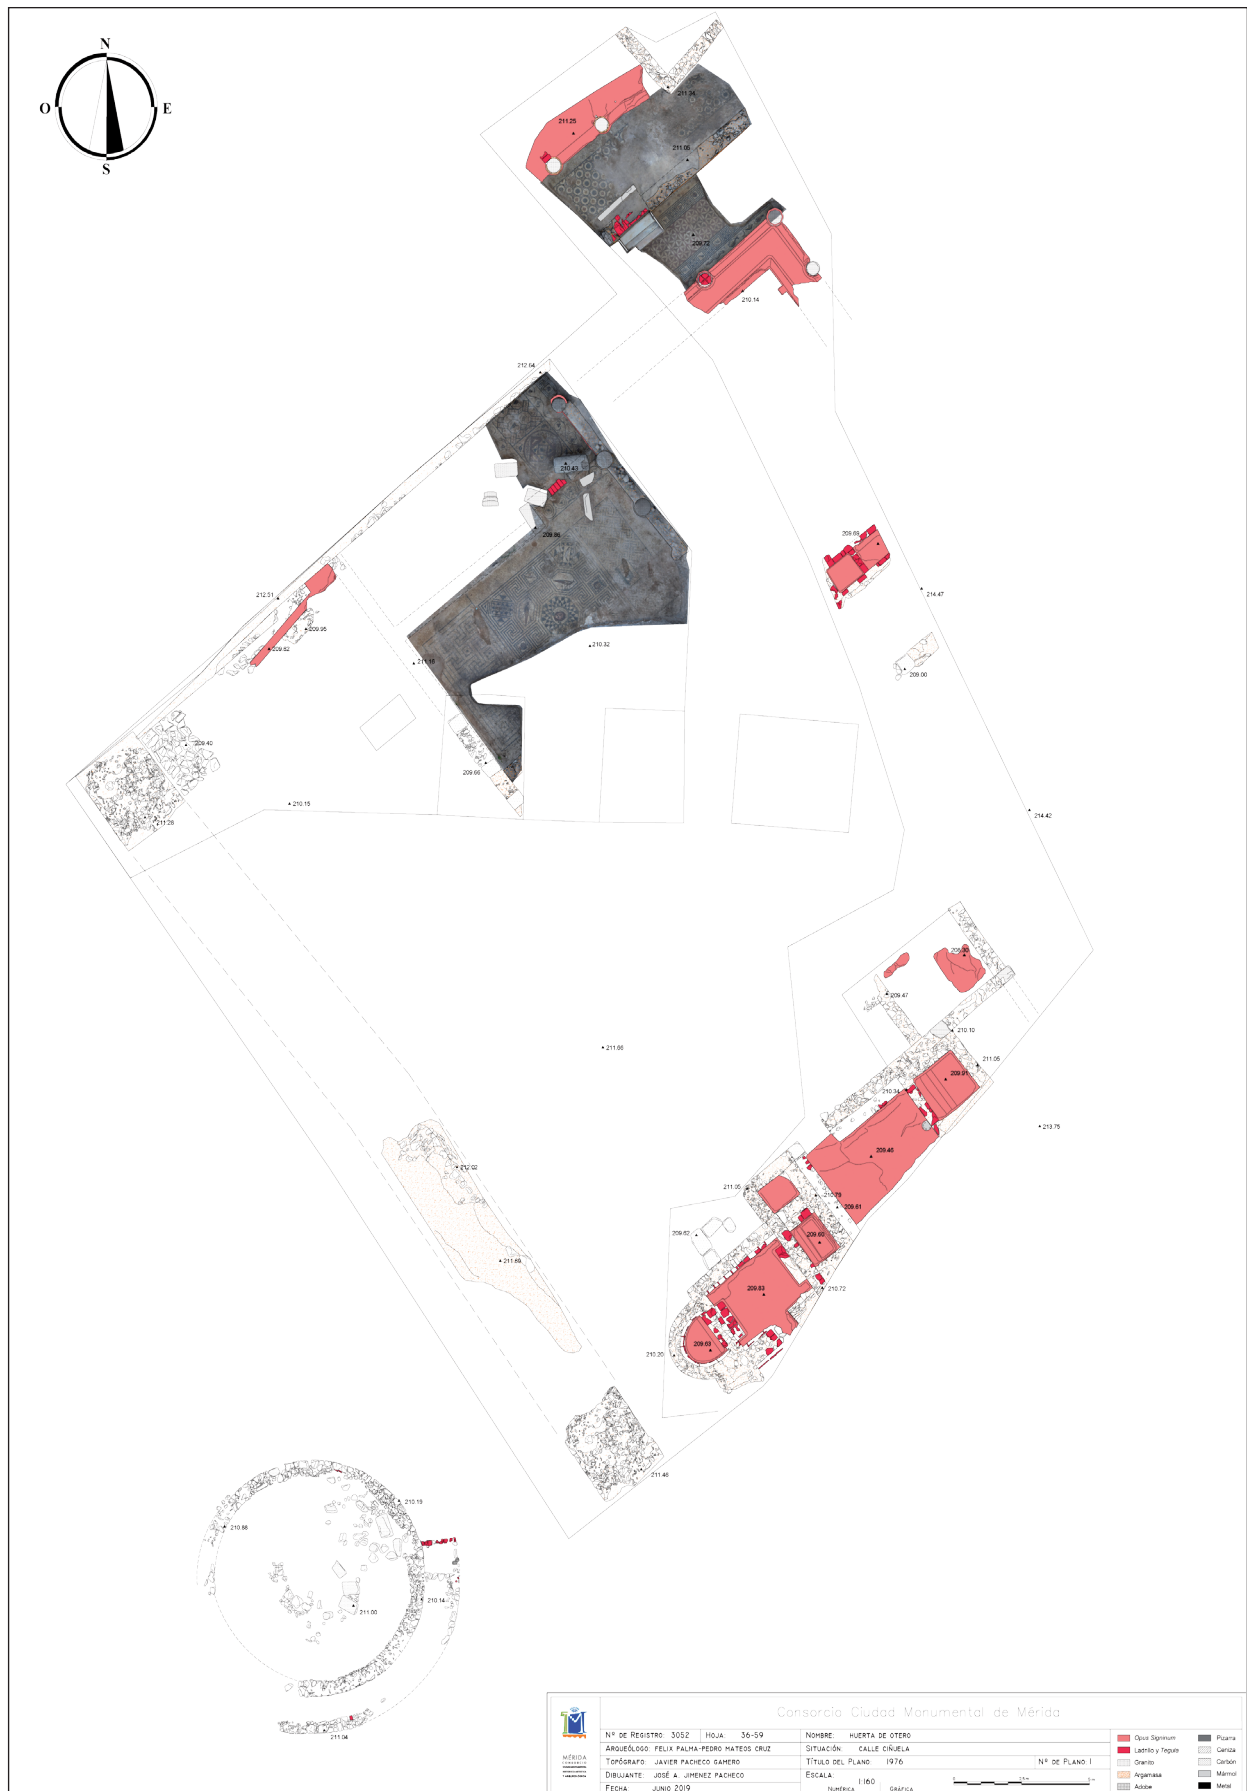 N
O
E
S
211.25
211.34
211.05
209.72
210.14
212.64
210.43
209.86
209.69
212.51
209.95
209.62
211.18
210.32
214.47
209.00
209.40
209.66
211.28
210.15
214.42
209.47
210.10
211.05
209.91
210.34
211.66
213.75
209.46
212.02
211.05
210.79
209.61
209.62
209.60
211.69
209.83
210.72
210.20
209.63
211.46
210.19
210.88
211.00
210.14
211.04
Consorcio Ciudad Monumental de Mérida
Nº DE REGISTRO: 3052 HOJA: 36-59 NOMBRE: HUERTA DE OTERO
ARQUEÓLOGO: FELIX PALMA-PEDRO MATEOS CRUZ SITUACIÓN: CALLE CIÑUELA
TOPÓGRAFO: JAVIER PACHECO GAMERO TÍTULO DEL PLANO: 1976 Nº DE PLANO: 1
DIBUJANTE: JOSÉ A. JIMENEZ PACHECO ESCALA: 1:160
FECHA: JUNIO 2019 NUMÉRICA GRÁFICA
MÉRIDA
CONSORCIO
Opus Signinum Pizarra
Ladrillo y Tegula Ceniza
Granito Carbón
Argamasa Mármol
Adobe Metal